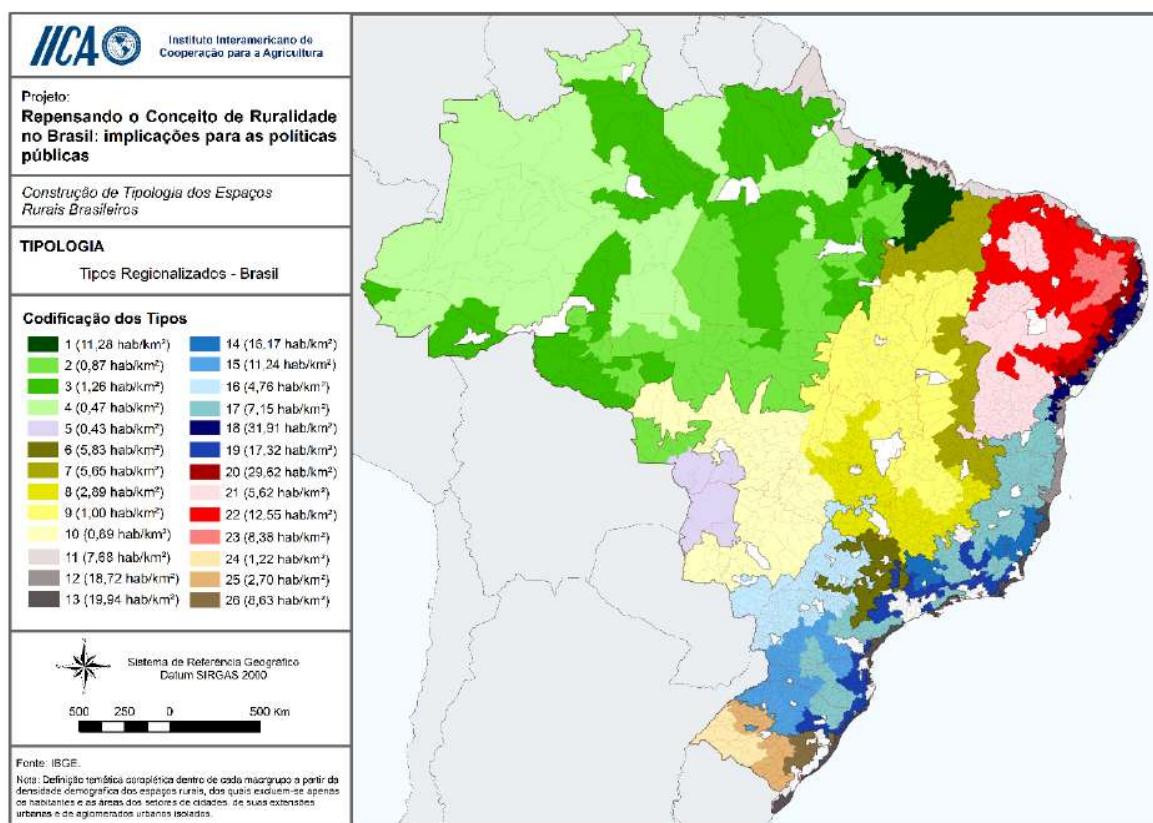 IICA
Instituto Interamericano de
Cooperação para a Agricultura
Projeto:
Repensando o Conceito de Ruralidade
no Brasil: implicações para as políticas
públicas
Construção de Tipologia dos Espaços
Rurais Brasileiros
TIPOLOGIA
Tipos Regionalizados - Brasil
Codificação dos Tipos
1 (11,28 hab/km²)
2 (0,87 hab/km²)
3 (1,26 hab/km²)
4 (0,47 hab/km²)
5 (0,43 hab/km²)
6 (5,83 hab/km²)
7 (5,65 hab/km²)
8 (2,89 hab/km²)
9 (1,00 hab/km²)
10 (0,89 hab/km²)
11 (7,68 hab/km²)
12 (18,72 hab/km²)
13 (19,94 hab/km²)
14 (16,17 hab/km²)
15 (11,24 hab/km²)
16 (4,76 hab/km²)
17 (7,15 hab/km²)
18 (31,91 hab/km²)
19 (17,32 hab/km²)
20 (29,62 hab/km²)
21 (5,62 hab/km²)
22 (12,55 hab/km²)
23 (8,38 hab/km²)
24 (1,22 hab/km²)
25 (2,70 hab/km²)
26 (8,63 hab/km²)
Sistema de Referência Geográfico
Datum SIRGAS 2000
500 250 0 500 Km
Fonte: IBGE.
Nota: Definição temática coroplética dentro de cada macrogrupo a partir da
densidade demográfica dos espaços rurais, dos quais excluem-se apenas
os habitantes e as áreas dos setores de cidades, de suas extensões
urbanas e de aglomerados urbanos isolados.